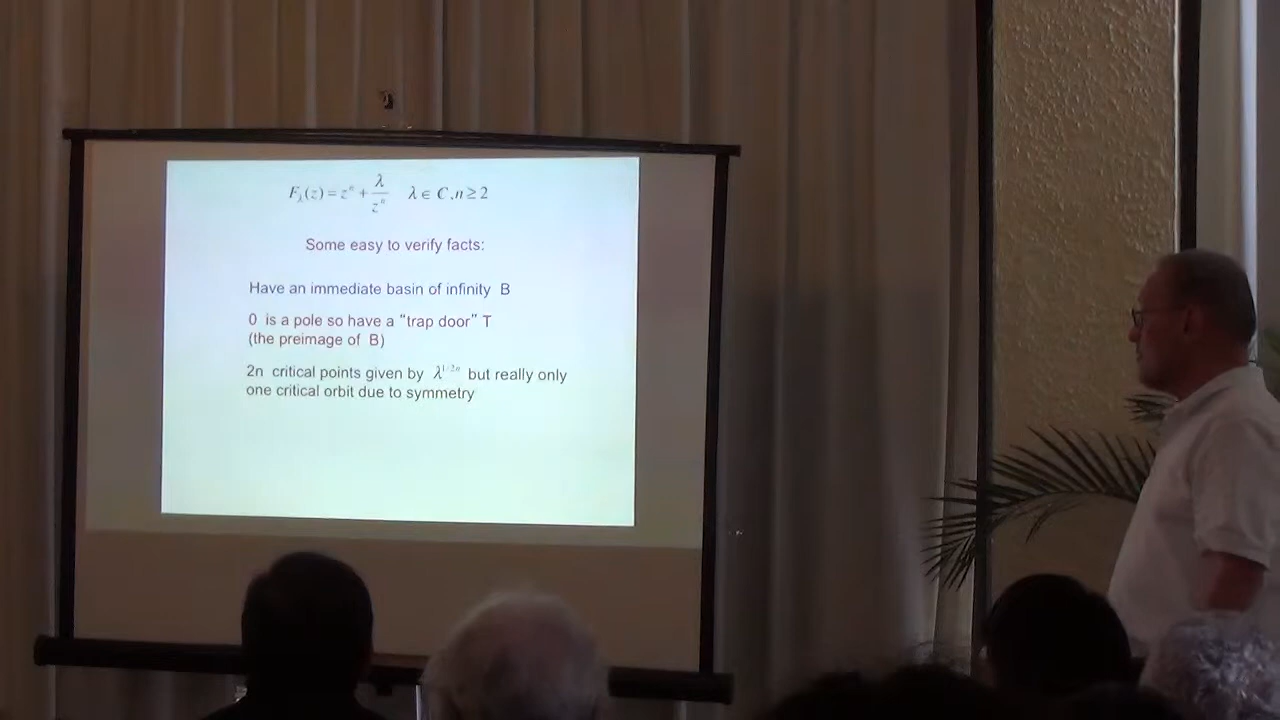 F_λ(z) = z^n + λ/z^n λ ∈ C, n ≥ 2
Some easy to verify facts:
Have an immediate basin of infinity B
0 is a pole so have a “trap door” T
(the preimage of B)
2n critical points given by λ^{1/2n} but really only
one critical orbit due to symmetry